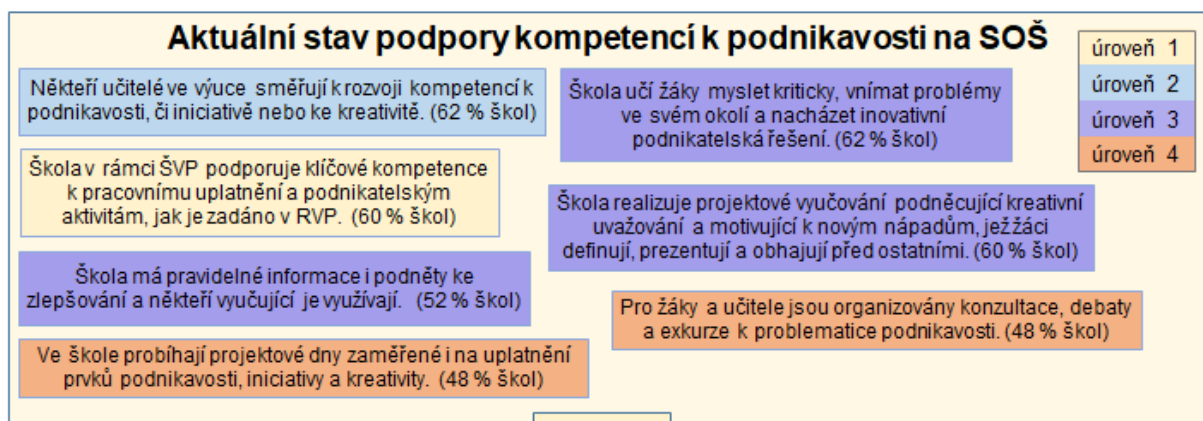 Aktuální stav podpory kompetencí k podnikavosti na SOŠ
úroveň 1
úroveň 2
úroveň 3
úroveň 4
Někteří učitelé ve výuce směřují k rozvoji kompetencí k
podnikavosti, či iniciativě nebo ke kreativitě. (62 % škol)
Škola učí žáky myslet kriticky, vnímat problémy
ve svém okolí a nacházet inovativní
podnikatelská řešení. (62 % škol)
Škola v rámci ŠVP podporuje klíčové kompetence
k pracovnímu uplatnění a podnikatelským
aktivitám, jak je zadáno v RVP. (60 % škol)
Škola realizuje projektové vyučování podněcující kreativní
uvažování a motivující k novým nápadům, jež žáci
definují, prezentují a obhajují před ostatními. (60 % škol)
Škola má pravidelné informace i podněty ke
zlepšování a někteří vyučující je využívají. (52 % škol)
Pro žáky a učitele jsou organizovány konzultace, debaty
a exkurze k problematice podnikavosti. (48 % škol)
Ve škole probíhají projektové dny zaměřené i na uplatnění
prvků podnikavosti, iniciativy a kreativity. (48 % škol)